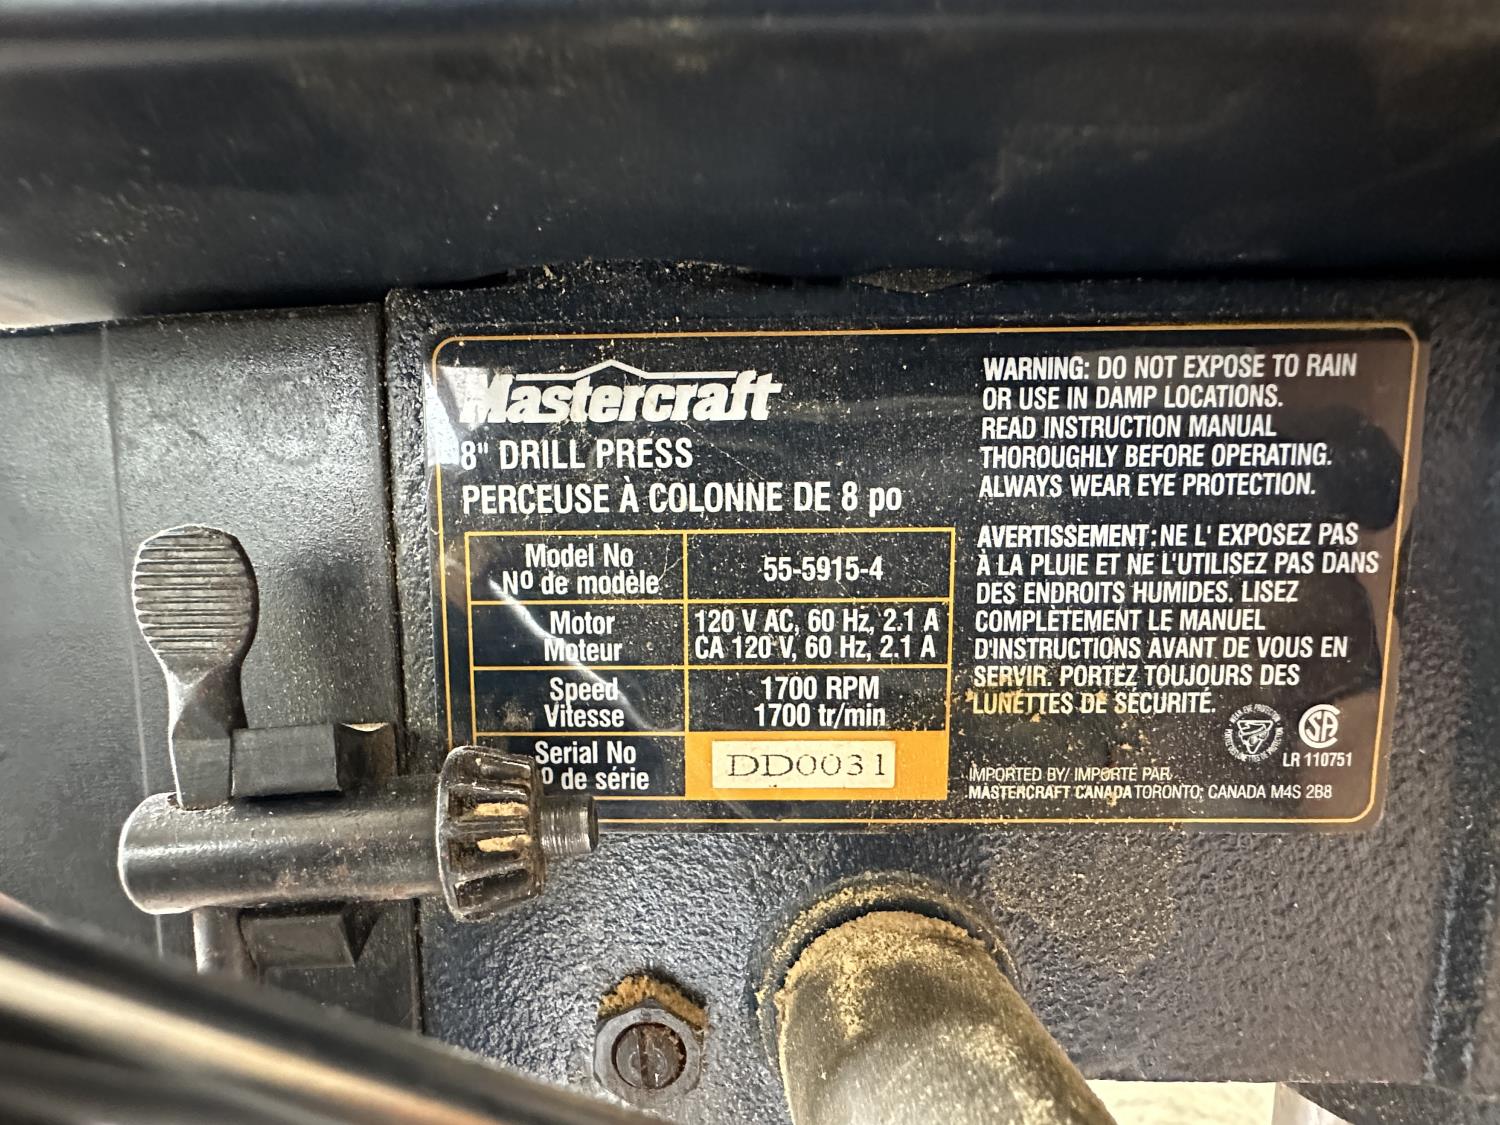 Mastercraft
8" DRILL PRESS
PERCEUSE À COLONNE DE 8 po
Model No
Nº de modèle
55-5915-4
Motor
Moteur
120 V AC, 60 Hz, 2.1 A
CA 120 V, 60 Hz, 2.1 A
Speed
Vitesse
1700 RPM
1700 tr/min
Serial No
º de série
DD0031
WARNING: DO NOT EXPOSE TO RAIN
OR USE IN DAMP LOCATIONS.
READ INSTRUCTION MANUAL
THOROUGHLY BEFORE OPERATING.
ALWAYS WEAR EYE PROTECTION.
AVERTISSEMENT: NE L' EXPOSEZ PAS
À LA PLUIE ET NE L'UTILISEZ PAS DANS
DES ENDROITS HUMIDES. LISEZ
COMPLÈTEMENT LE MANUEL
D'INSTRUCTIONS AVANT DE VOUS EN
SERVIR. PORTEZ TOUJOURS DES
LUNETTES DE SÉCURITÉ.
WEAR EYE PROTECTION
LR 110751
IMPORTED BY/ IMPORTÉ PAR
MASTERCRAFT CANADA TORONTO, CANADA M4S 2B8